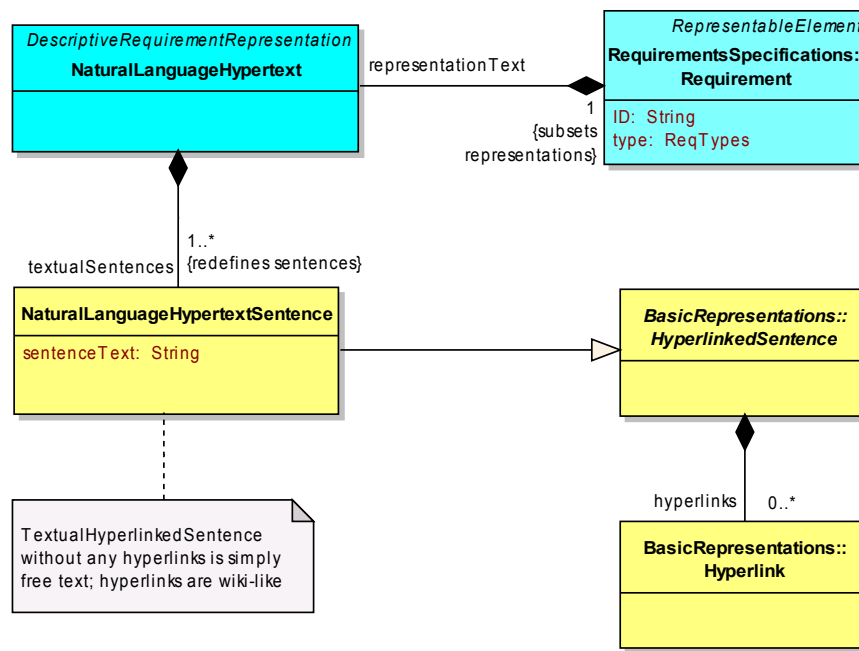 DescriptiveRequirementRepresentation
NaturalLanguageHypertext
representationText
RepresentableElement
RequirementsSpecifications::
Requirement
ID: String
type: ReqTypes
1
{subsets
representations}
1..*
{redefines sentences}
textualSentences
NaturalLanguageHypertextSentence
sentenceText: String
BasicRepresentations::
HyperlinkedSentence
hyperlinks
0..*
TextualHyperlinkedSentence
without any hyperlinks is simply
free text; hyperlinks are wiki-like
BasicRepresentations::
Hyperlink